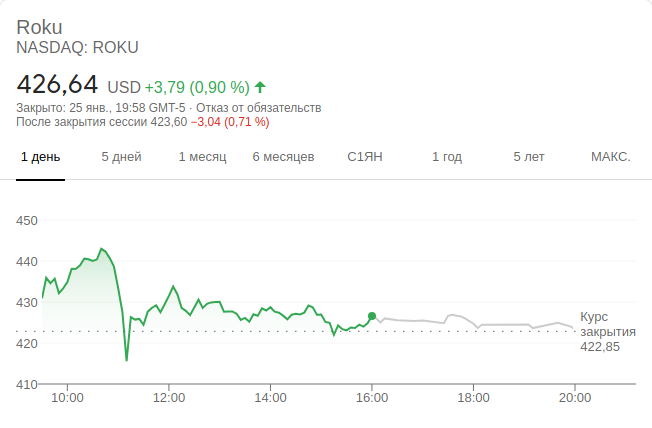 Roku
NASDAQ: ROKU
426,64 USD +3,79 (0,90 %)
Закрыто: 25 янв., 19:58 GMT-5 · Отказ от обязательств
После закрытия сессии 423,60 −3,04 (0,71 %)
1 день 5 дней 1 месяц 6 месяцев С1ЯН 1 год 5 лет МАКС.
450
440
430
420
410
Курс
закрытия
422,85
10:00 12:00 14:00 16:00 18:00 20:00